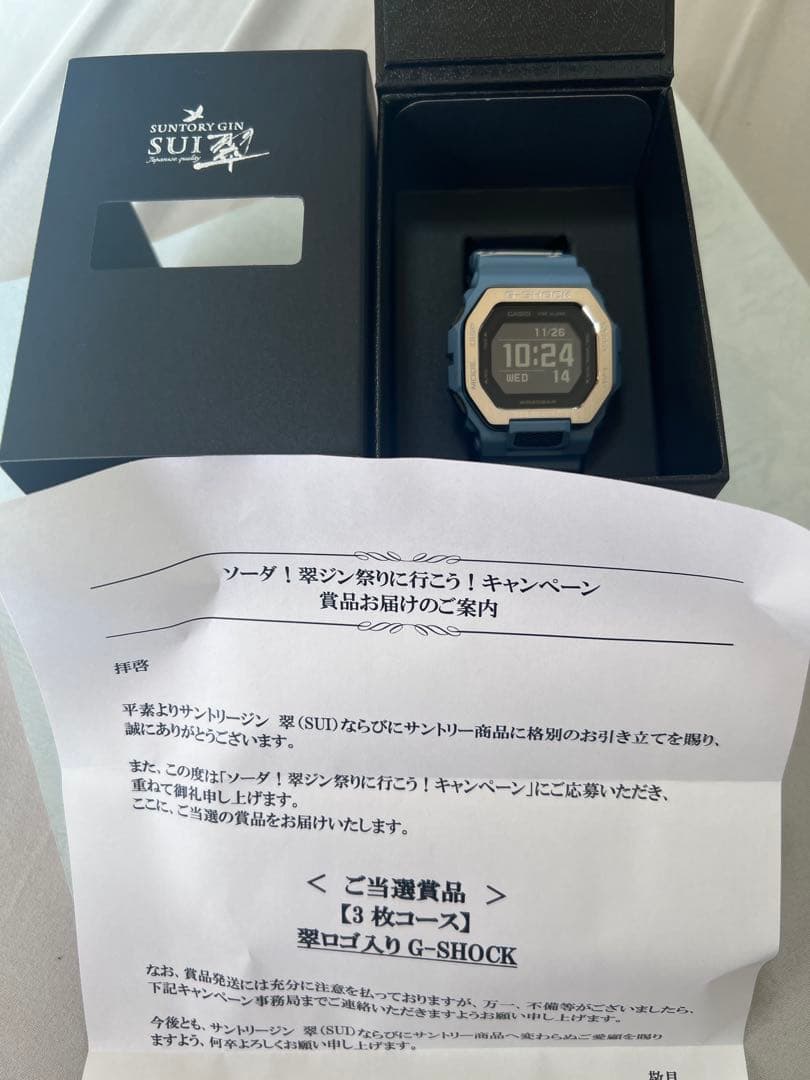 SUNTORY GIN
SUI 翠
Japanese quality
G-SHOCK
CASIO
11/26
10:24
WED 14
ソーダ！翠ジン祭りに行こう！キャンペーン
賞品お届けのご案内
拝啓
平素よりサントリージン 翠（SUI）ならびにサントリー商品に格別のお引き立てを賜り、
誠にありがとうございます。
また、この度は「ソーダ！翠ジン祭りに行こう！キャンペーン」にご応募いただき、
重ねて御礼申し上げます。
ここに、ご当選の賞品をお届けいたします。
＜ ご当選賞品 ＞
【3 枚コース】
翠ロゴ入り G-SHOCK
なお、賞品発送には充分に注意を払っておりますが、万一、不備等がございましたら、
下記キャンペーン事務局までご連絡いただきますようお願い申し上げます。
今後とも、サントリージン 翠（SUI）ならびにサントリー商品へ変わらぬご愛顧を賜り
ますよう、何卒よろしくお願い申し上げます。